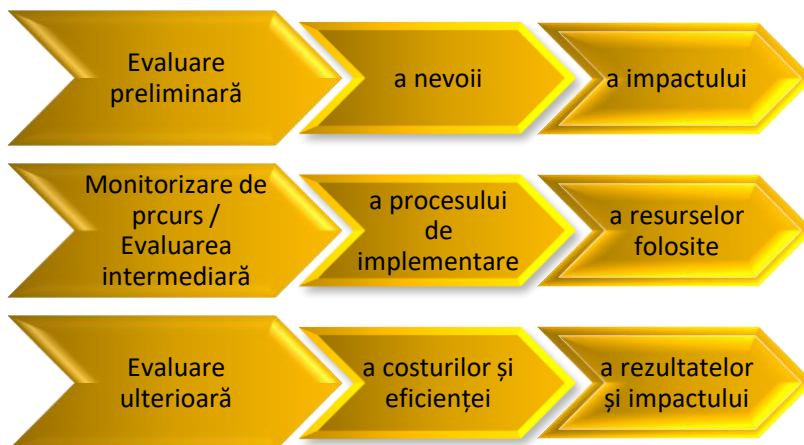 Evaluare
preliminară
a nevoii
a impactului
Monitorizare de
prcurs /
Evaluarea
intermediară
a procesului
de
implementare
a resurselor
folosite
Evaluare
ulterioară
a costurilor și
eficienței
a rezultatelor
și impactului